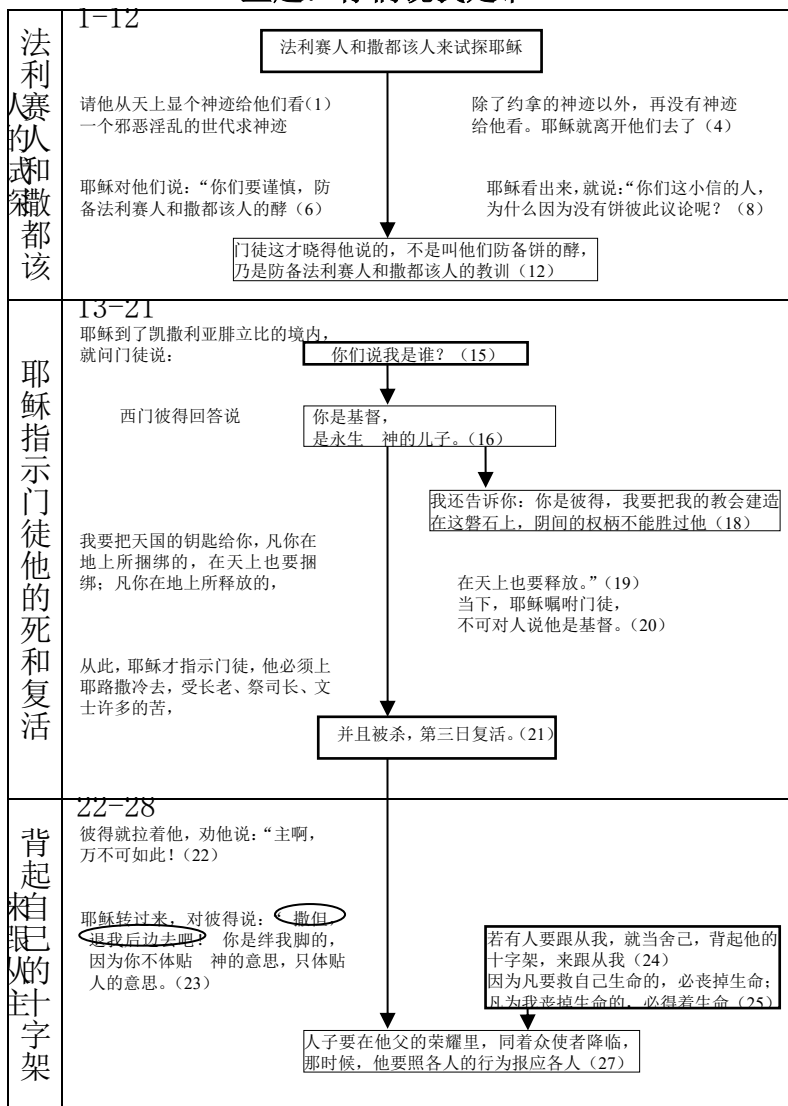 1-12
法利赛人和撒都该
人的试探
法利赛人和撒都该人来试探耶稣
请他从天上显个神迹给他们看(1)
一个邪恶淫乱的世代求神迹
除了约拿的神迹以外，再没有神迹
给他看。耶稣就离开他们去了（4）
耶稣对他们说：“你们要谨慎，防
备法利赛人和撒都该人的酵（6）
耶稣看出来，就说：“你们这小信的人，
为什么因为没有饼彼此议论呢？（8）
门徒这才晓得他说的，不是叫他们防备饼的酵，
乃是防备法利赛人和撒都该人的教训（12）
13-21
耶稣指示门徒他的死和复活
耶稣到了凯撒利亚腓立比的境内，
就问门徒说：
你们说我是谁？（15）
西门彼得回答说
你是基督，
是永生　神的儿子。（16）
我还告诉你：你是彼得，我要把我的教会建造
在这磐石上，阴间的权柄不能胜过他（18）
我要把天国的钥匙给你，凡你在
地上所捆绑的，在天上也要捆
绑；凡你在地上所释放的，
在天上也要释放。”（19）
当下，耶稣嘱咐门徒，
不可对人说他是基督。（20）
从此，耶稣才指示门徒，他必须上
耶路撒冷去，受长老、祭司长、文
士许多的苦，
并且被杀，第三日复活。（21）
22-28
背起自己的十字架
来跟从主
彼得就拉着他，劝他说：“主啊，
万不可如此！（22）
耶稣转过来，对彼得说：“ 撒但，
退我后边去吧！ 你是绊我脚的，
因为你不体贴　神的意思，只体贴
人的意思。（23）
若有人要跟从我，就当舍己，背起他的
十字架，来跟从我（24）
因为凡要救自己生命的，必丧掉生命；
凡为我丧掉生命的，必得着生命（25）
人子要在他父的荣耀里，同着众使者降临，
那时候，他要照各人的行为报应各人（27）